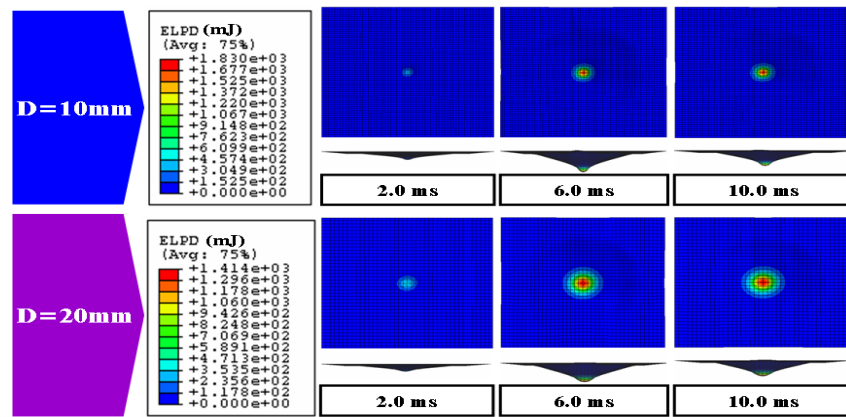 D=10mm
ELPD (mJ)
(Avg: 75%)
+1.830e+03
+1.677e+03
+1.525e+03
+1.372e+03
+1.220e+03
+1.067e+03
+9.148e+02
+7.623e+02
+6.099e+02
+4.574e+02
+3.049e+02
+1.525e+02
+0.000e+00
2.0 ms
6.0 ms
10.0 ms
D=20mm
ELPD (mJ)
(Avg: 75%)
+1.414e+03
+1.296e+03
+1.178e+03
+1.060e+03
+9.426e+02
+8.248e+02
+7.069e+02
+5.891e+02
+4.713e+02
+3.535e+02
+2.356e+02
+1.178e+02
+0.000e+00
2.0 ms
6.0 ms
10.0 ms